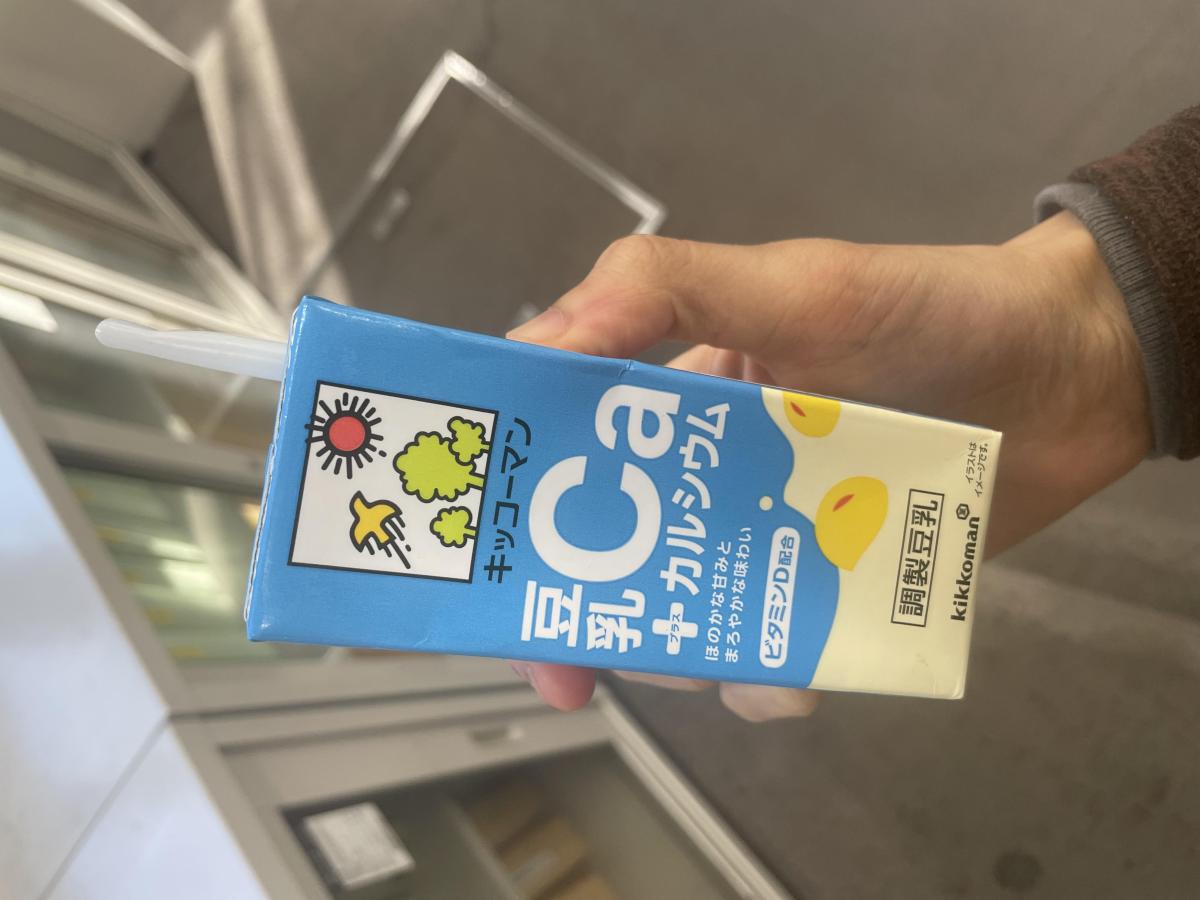 キッコーマン
豆乳
Ca
プラス
+カルシウム
ほのかな甘みと
まろやかな味わい
ビタミンD配合
調製豆乳
kikkoman
イラストは
イメージです。